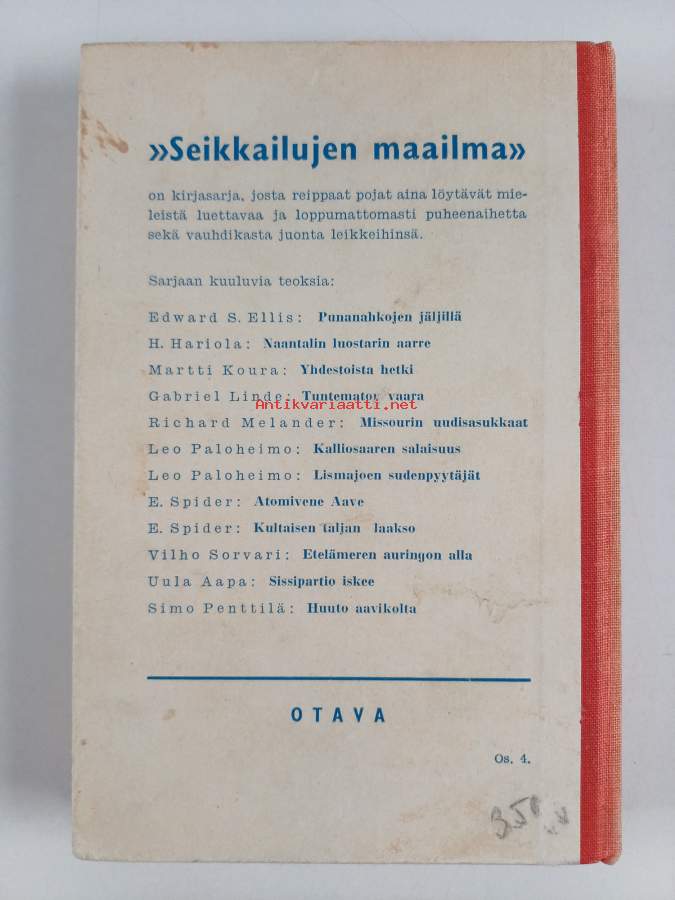 »Seikkailujen maailma»
on kirjasarja, josta reippaat pojat aina löytävät mie-
leistä luettavaa ja loppumattomasti puheenaihetta
sekä vauhdikasta juonta leikkeihinsä.
Sarjaan kuuluvia teoksia:
Edward S. Ellis: Punanahkojen jäljillä
H. Hariola: Naantalin luostarin aarre
Martti Koura: Yhdestoista hetki
Gabriel Linde: Tuntematon vaara
Antikvariaatti.net
Richard Melander: Missourin uudisasukkaat
Leo Paloheimo: Kalliosaaren salaisuus
Leo Paloheimo: Lismajoen sudenpyytäjät
E. Spider: Atomivene Aave
E. Spider: Kultaisen taljan laakso
Vilho Sorvari: Etelämeren auringon alla
Uula Aapa: Sissipartio iskee
Simo Penttilä: Huuto aavikolta
OTAVA
Os. 4.